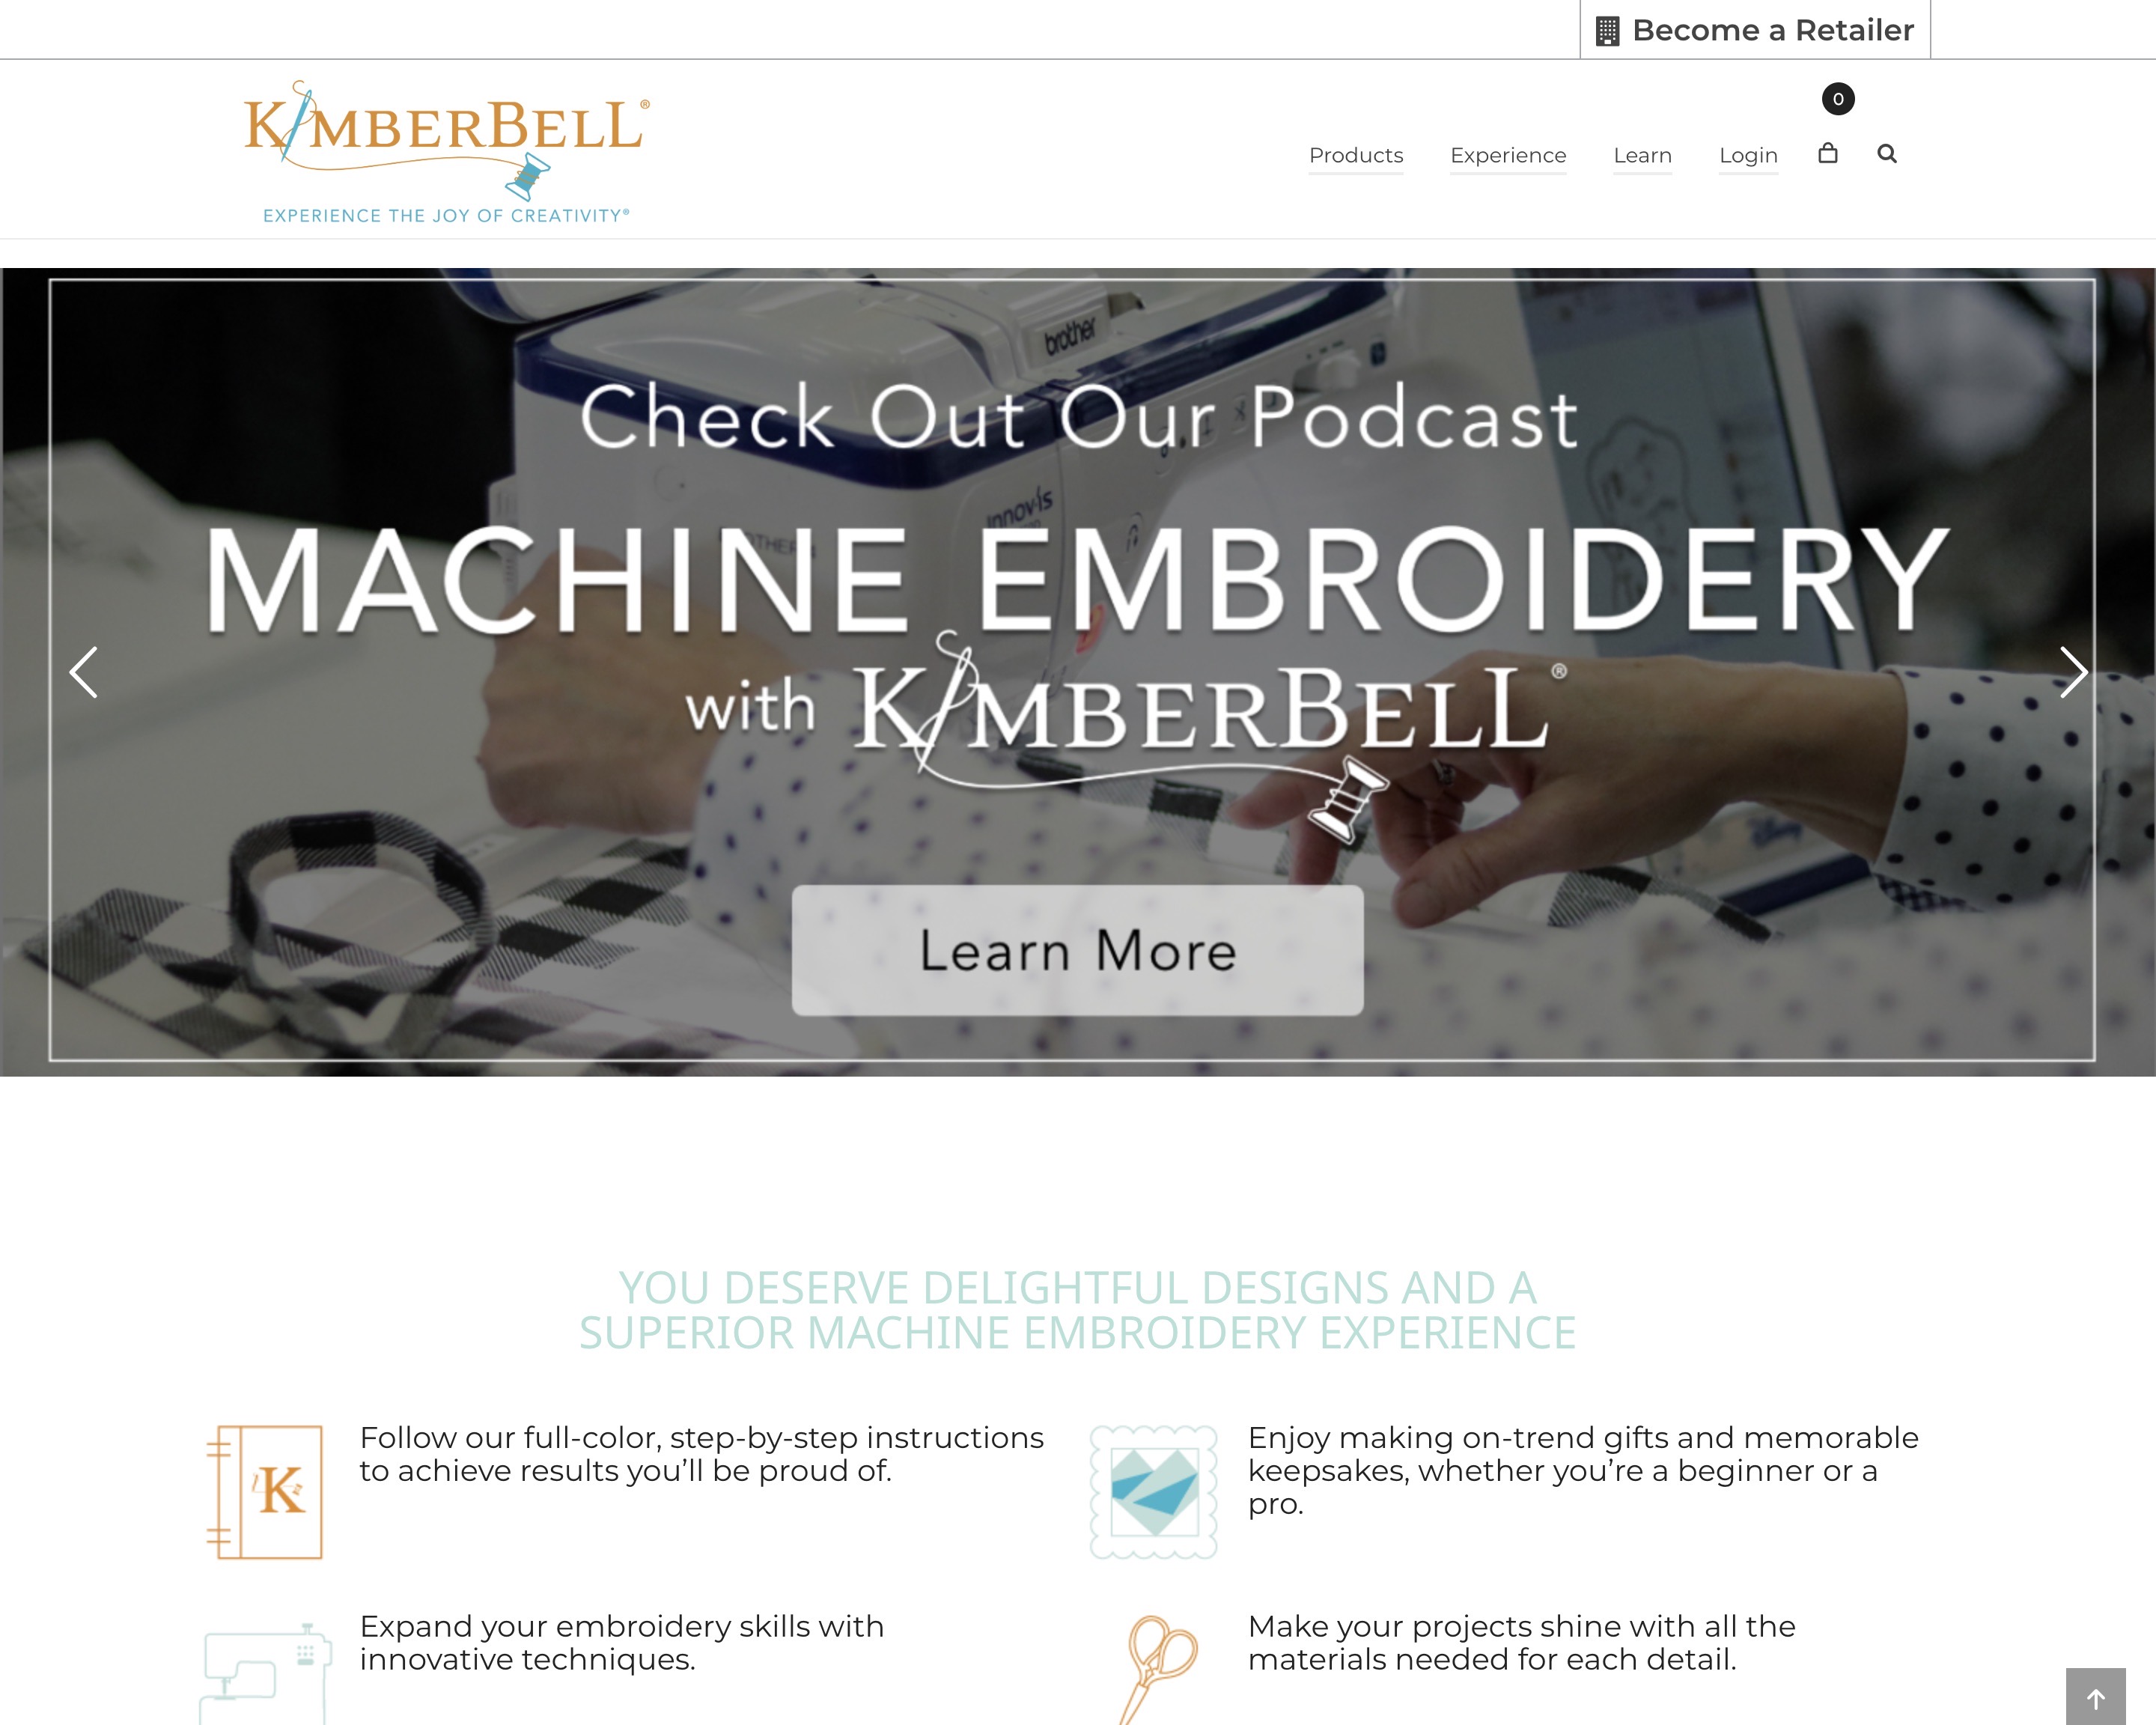 Become a Retailer
KIMBERBELL®
EXPERIENCE THE JOY OF CREATIVITY®
0
Products Experience Learn Login
brother
Check Out Our Podcast
innov-is
MACHINE EMBROIDERY
with KIMBERBELL®
Learn More
YOU DESERVE DELIGHTFUL DESIGNS AND A
SUPERIOR MACHINE EMBROIDERY EXPERIENCE
K
Follow our full-color, step-by-step instructions
to achieve results you’ll be proud of.
Enjoy making on-trend gifts and memorable
keepsakes, whether you’re a beginner or a
pro.
Expand your embroidery skills with
innovative techniques.
Make your projects shine with all the
materials needed for each detail.